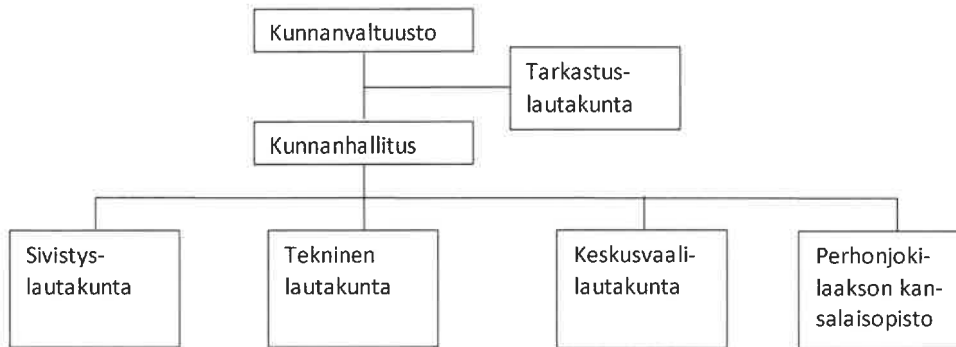 Kunnanvaltuusto
Tarkastus-
lautakunta
Kunnanhallitus
Sivistys-
lautakunta
Tekninen
lautakunta
Keskusvaali-
lautakunta
Perhonjoki-
laakson kan-
salaisopisto